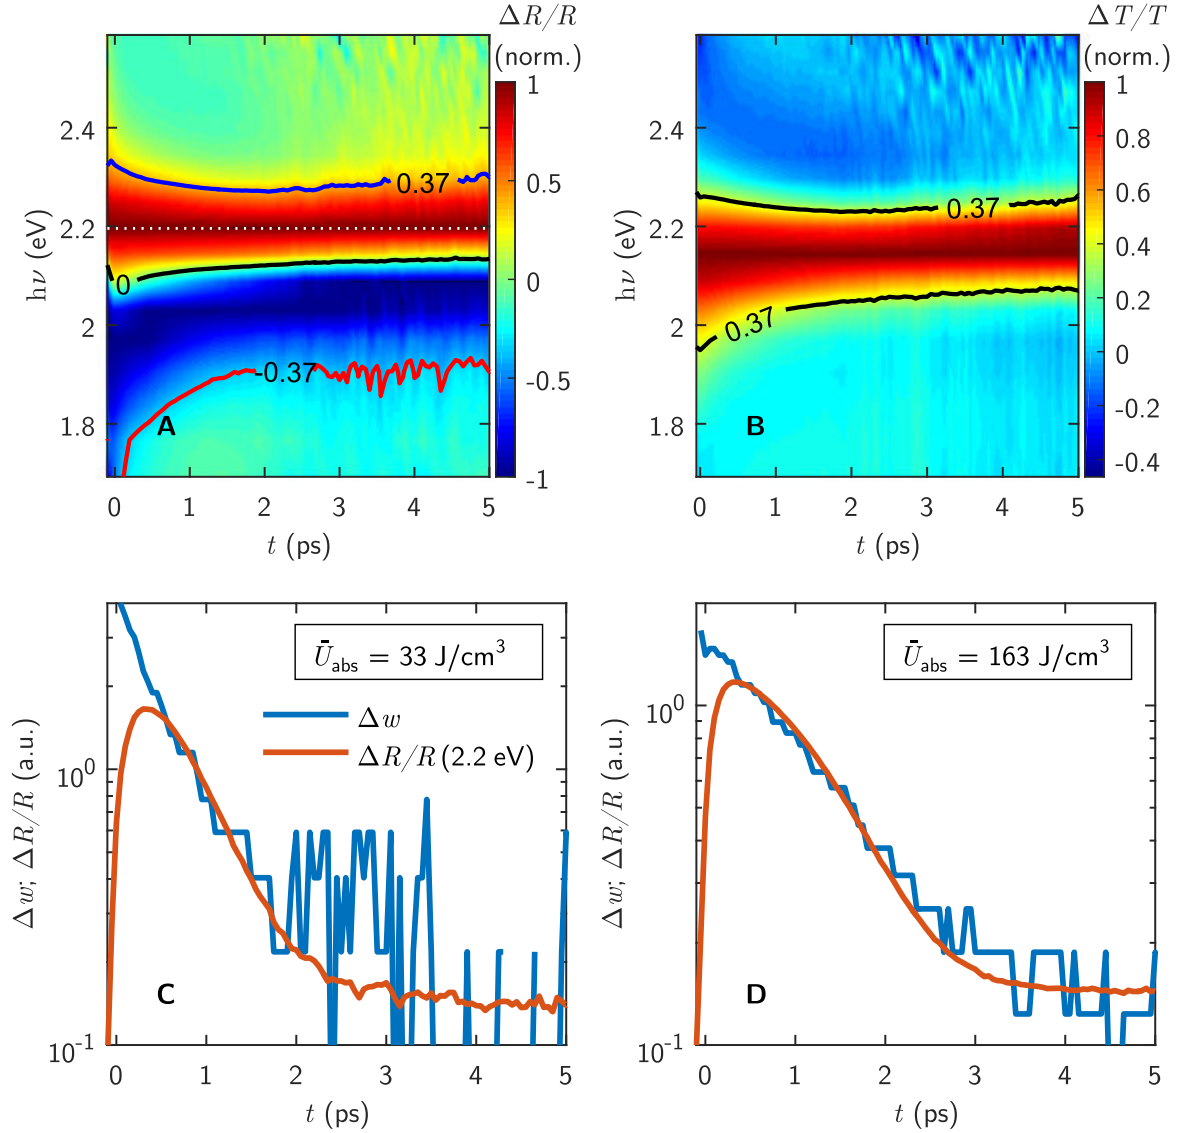 ΔR/R
(norm.)
1
0.5
0
-0.5
-1
hν (eV)
2.4
2.2
2
1.8
0.37
0
-0.37
A
0 1 2 3 4 5
t (ps)
ΔT/T
(norm.)
1
0.8
0.6
0.4
0.2
0
-0.2
-0.4
hν (eV)
2.4
2.2
2
1.8
0.37
0.37
B
0 1 2 3 4 5
t (ps)
Δw; ΔR/R (a.u.)
10⁰
10⁻¹
Ūabs = 33 J/cm³
Δw
ΔR/R (2.2 eV)
C
0 1 2 3 4 5
t (ps)
Δw; ΔR/R (a.u.)
10⁰
10⁻¹
Ūabs = 163 J/cm³
D
0 1 2 3 4 5
t (ps)